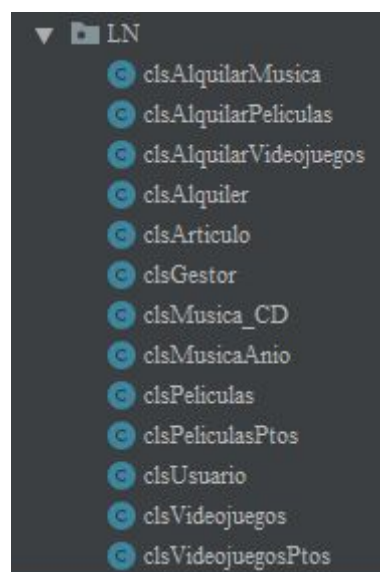 LN
clsAlquilarMusica
clsAlquilarPeliculas
clsAlquilarVideojuegos
clsAlquiler
clsArticulo
clsGestor
clsMusica_CD
clsMusicaAnio
clsPeliculas
clsPeliculasPtos
clsUsuario
clsVideojuegos
clsVideojuegosPtos